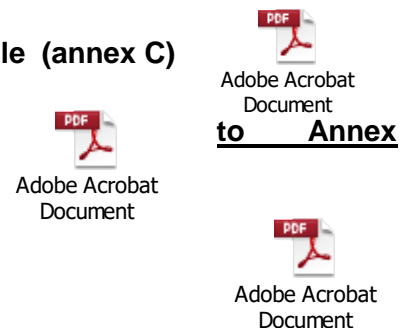 PDF
le (annex C)
Adobe Acrobat
Document
to Annex
PDF
Adobe Acrobat
Document
PDF
Adobe Acrobat
Document